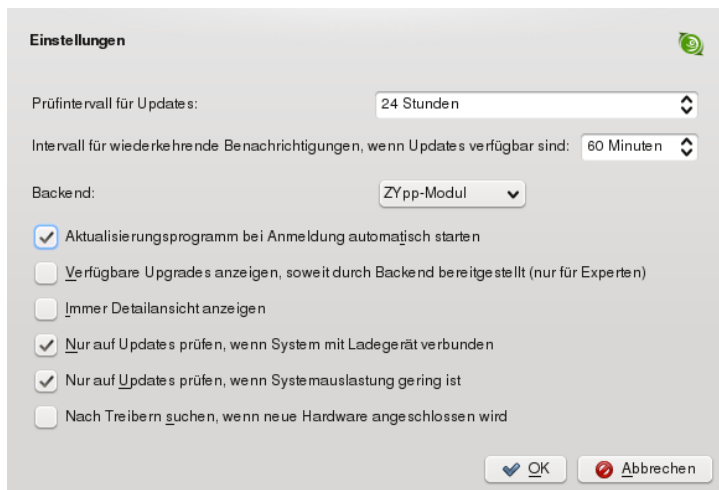 Einstellungen
Prüfintervall für Updates: 24 Stunden
Intervall für wiederkehrende Benachrichtigungen, wenn Updates verfügbar sind: 60 Minuten
Backend: ZYpp-Modul
Aktualisierungsprogramm bei Anmeldung automatisch starten
Verfügbare Upgrades anzeigen, soweit durch Backend bereitgestellt (nur für Experten)
Immer Detailansicht anzeigen
Nur auf Updates prüfen, wenn System mit Ladegerät verbunden
Nur auf Updates prüfen, wenn Systemauslastung gering ist
Nach Treibern suchen, wenn neue Hardware angeschlossen wird
OK Abbrechen